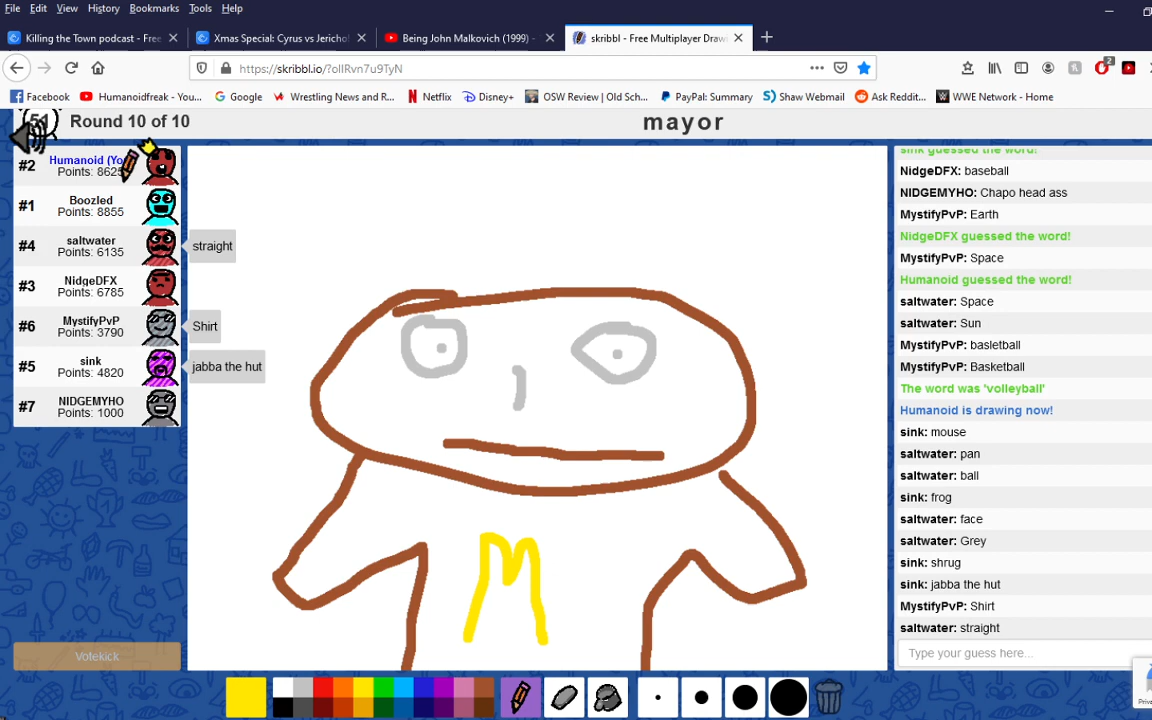 File Edit View History Bookmarks Tools Help
Killing the Town podcast - Free
Xmas Special: Cyrus vs Jericho!
Being John Malkovich (1999) -
skribbl - Free Multiplayer Draw
https://skribbl.io/?olIRvn7u9TyN
2
Facebook Humanoidfreak - You... Google Wrestling News and R... Netflix Disney+ OSW Review | Old Sch... PayPal: Summary Shaw Webmail Ask Reddit... WWE Network - Home
51 Round 10 of 10 mayor
#2 Humanoid (Yo
Points: 8625
#1 Boozled
Points: 8855
#4 saltwater
Points: 6135
straight
#3 NidgeDFX
Points: 6785
#6 MystifyPvP
Points: 3790
Shirt
#5 sink
Points: 4820
jabba the hut
#7 NIDGEMYHO
Points: 1000
Votekick
M
sink guessed the word!
NidgeDFX: baseball
NIDGEMYHO: Chapo head ass
MystifyPvP: Earth
NidgeDFX guessed the word!
MystifyPvP: Space
Humanoid guessed the word!
saltwater: Space
saltwater: Sun
MystifyPvP: basletball
MystifyPvP: Basketball
The word was 'volleyball'
Humanoid is drawing now!
sink: mouse
saltwater: pan
saltwater: ball
sink: frog
saltwater: face
saltwater: Grey
sink: shrug
sink: jabba the hut
MystifyPvP: Shirt
saltwater: straight
Type your guess here...
Priva